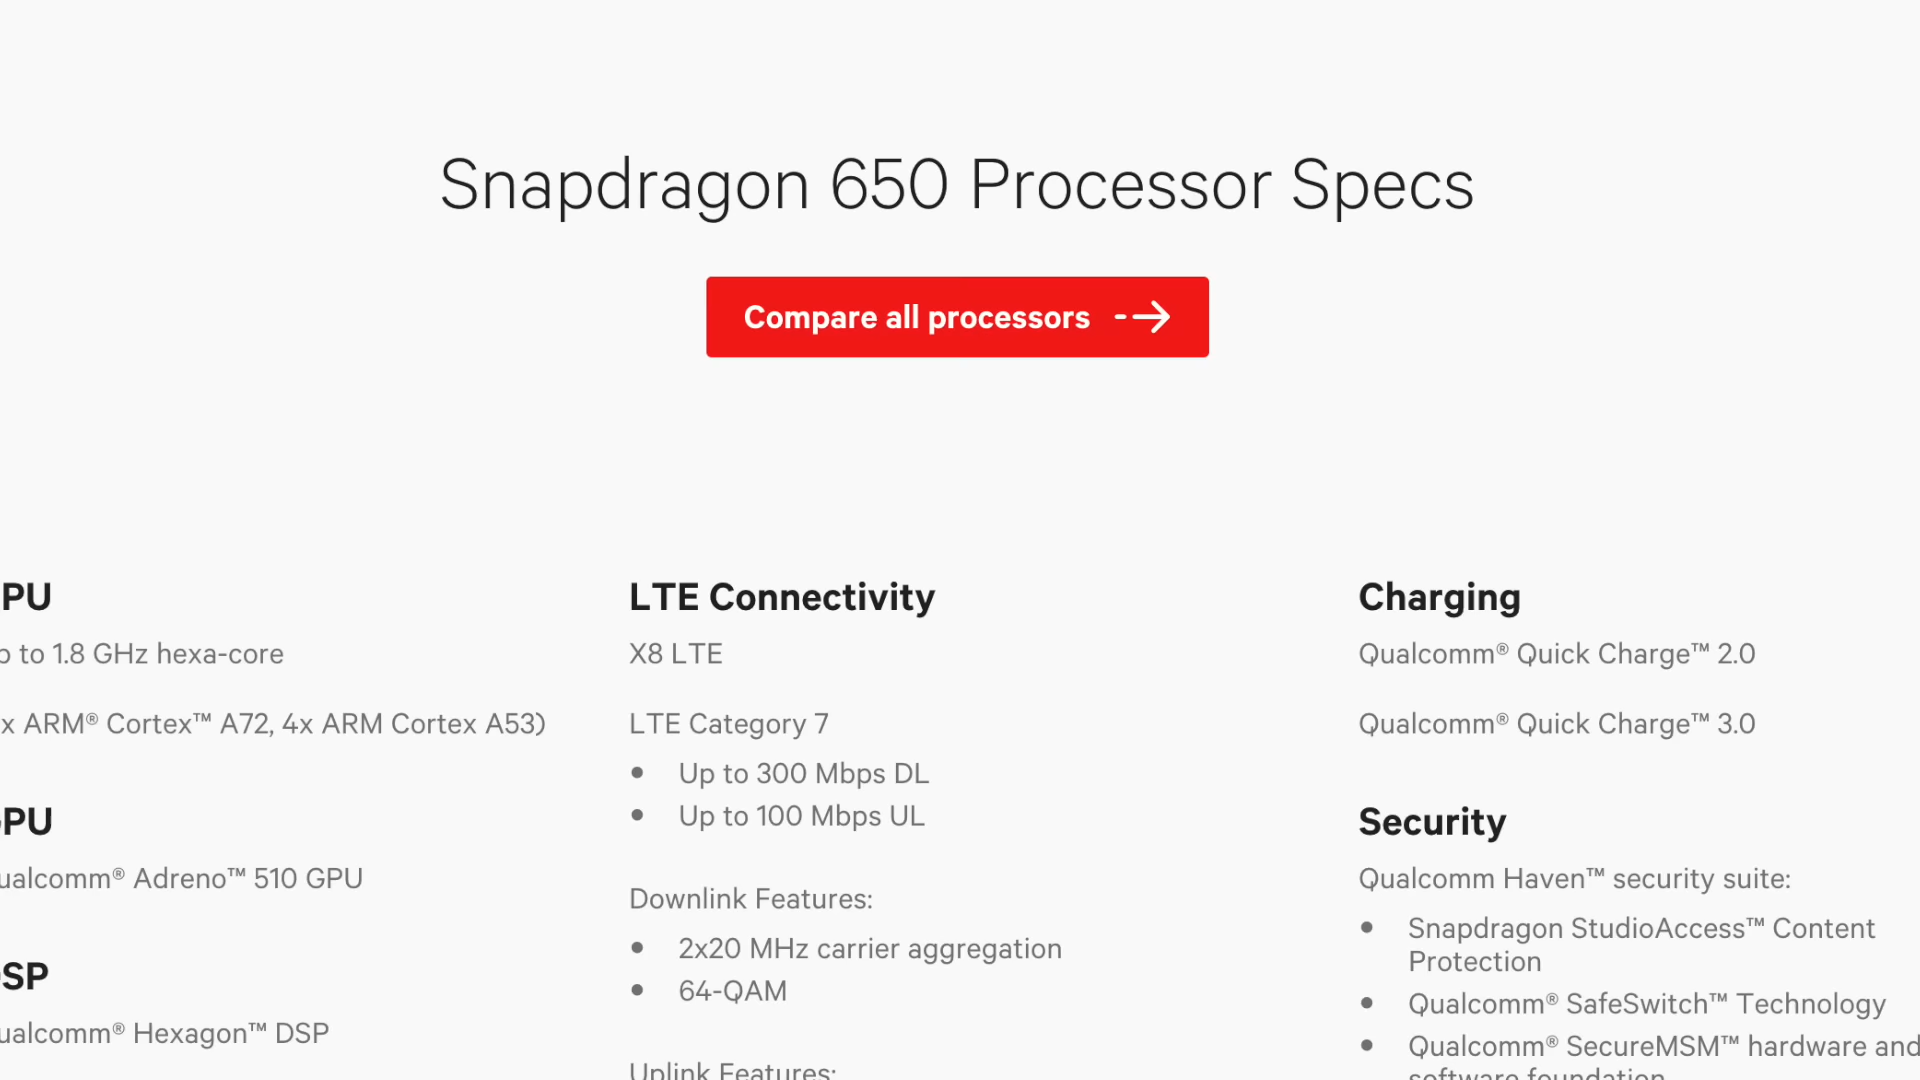 Snapdragon 650 Processor Specs
Compare all processors
PU
to 1.8 GHz hexa-core
x ARM® Cortex™ A72, 4x ARM Cortex A53)
PU
ualcomm® Adreno™ 510 GPU
SP
ualcomm® Hexagon™ DSP
LTE Connectivity
X8 LTE
LTE Category 7
• Up to 300 Mbps DL
• Up to 100 Mbps UL
Downlink Features:
• 2x20 MHz carrier aggregation
• 64-QAM
Uplink Features:
Charging
Qualcomm® Quick Charge™ 2.0
Qualcomm® Quick Charge™ 3.0
Security
Qualcomm Haven™ security suite:
• Snapdragon StudioAccess™ Content
Protection
• Qualcomm® SafeSwitch™ Technology
• Qualcomm® SecureMSM™ hardware and
software foundation